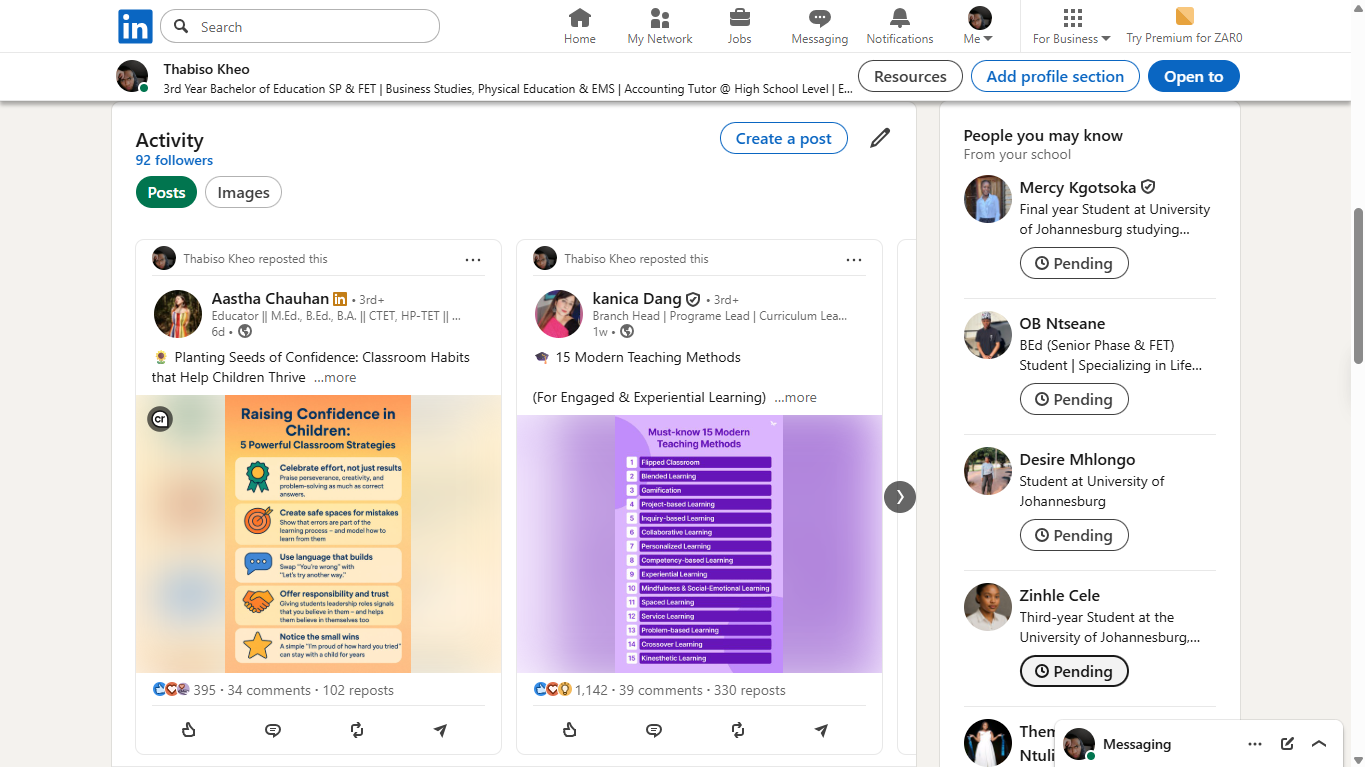 in
Search
Home
My Network
Jobs
Messaging
Notifications
Me
For Business
Try Premium for ZAR0
Thabiso Kheo
3rd Year Bachelor of Education SP & FET | Business Studies, Physical Education & EMS | Accounting Tutor @ High School Level | E...
Resources
Add profile section
Open to
Activity
92 followers
Create a post
Posts
Images
Thabiso Kheo reposted this
Aastha Chauhan in • 3rd+
Educator || M.Ed., B.Ed., B.A. || CTET, HP-TET || ...
6d •
Planting Seeds of Confidence: Classroom Habits
that Help Children Thrive ...more
cr
Raising Confidence in
Children:
5 Powerful Classroom Strategies
Celebrate effort, not just results
Praise perseverance, creativity, and
problem-solving as much as correct
answers.
Create safe spaces for mistakes
Show that errors are part of the
learning process – and model how to
learn from them
Use language that builds
Swap "You're wrong" with
"Let's try another way."
Offer responsibility and trust
Giving students leadership roles signals
that you believe in them – and helps
them believe in themselves too
Notice the small wins
A simple "I'm proud of how hard you tried"
can stay with a child for years
395 · 34 comments · 102 reposts
Thabiso Kheo reposted this
kanica Dang • 3rd+
Branch Head | Programe Lead | Curriculum Lea...
1w •
15 Modern Teaching Methods
(For Engaged & Experiential Learning) ...more
Must-know 15 Modern
Teaching Methods
1 Flipped Classroom
2 Blended Learning
3 Gamification
4 Project-based Learning
5 Inquiry-based Learning
6 Collaborative Learning
7 Personalized Learning
8 Competency-based Learning
9 Experiential Learning
10 Mindfulness & Social-Emotional Learning
11 Spaced Learning
12 Service Learning
13 Problem-based Learning
14 Crossover Learning
15 Kinesthetic Learning
1,142 · 39 comments · 330 reposts
People you may know
From your school
Mercy Kgotsoka
Final year Student at University
of Johannesburg studying...
Pending
OB Ntseane
BEd (Senior Phase & FET)
Student | Specializing in Life...
Pending
Desire Mhlongo
Student at University of
Johannesburg
Pending
Zinhle Cele
Third-year Student at the
University of Johannesburg,...
Pending
Them
Ntuli
Messaging